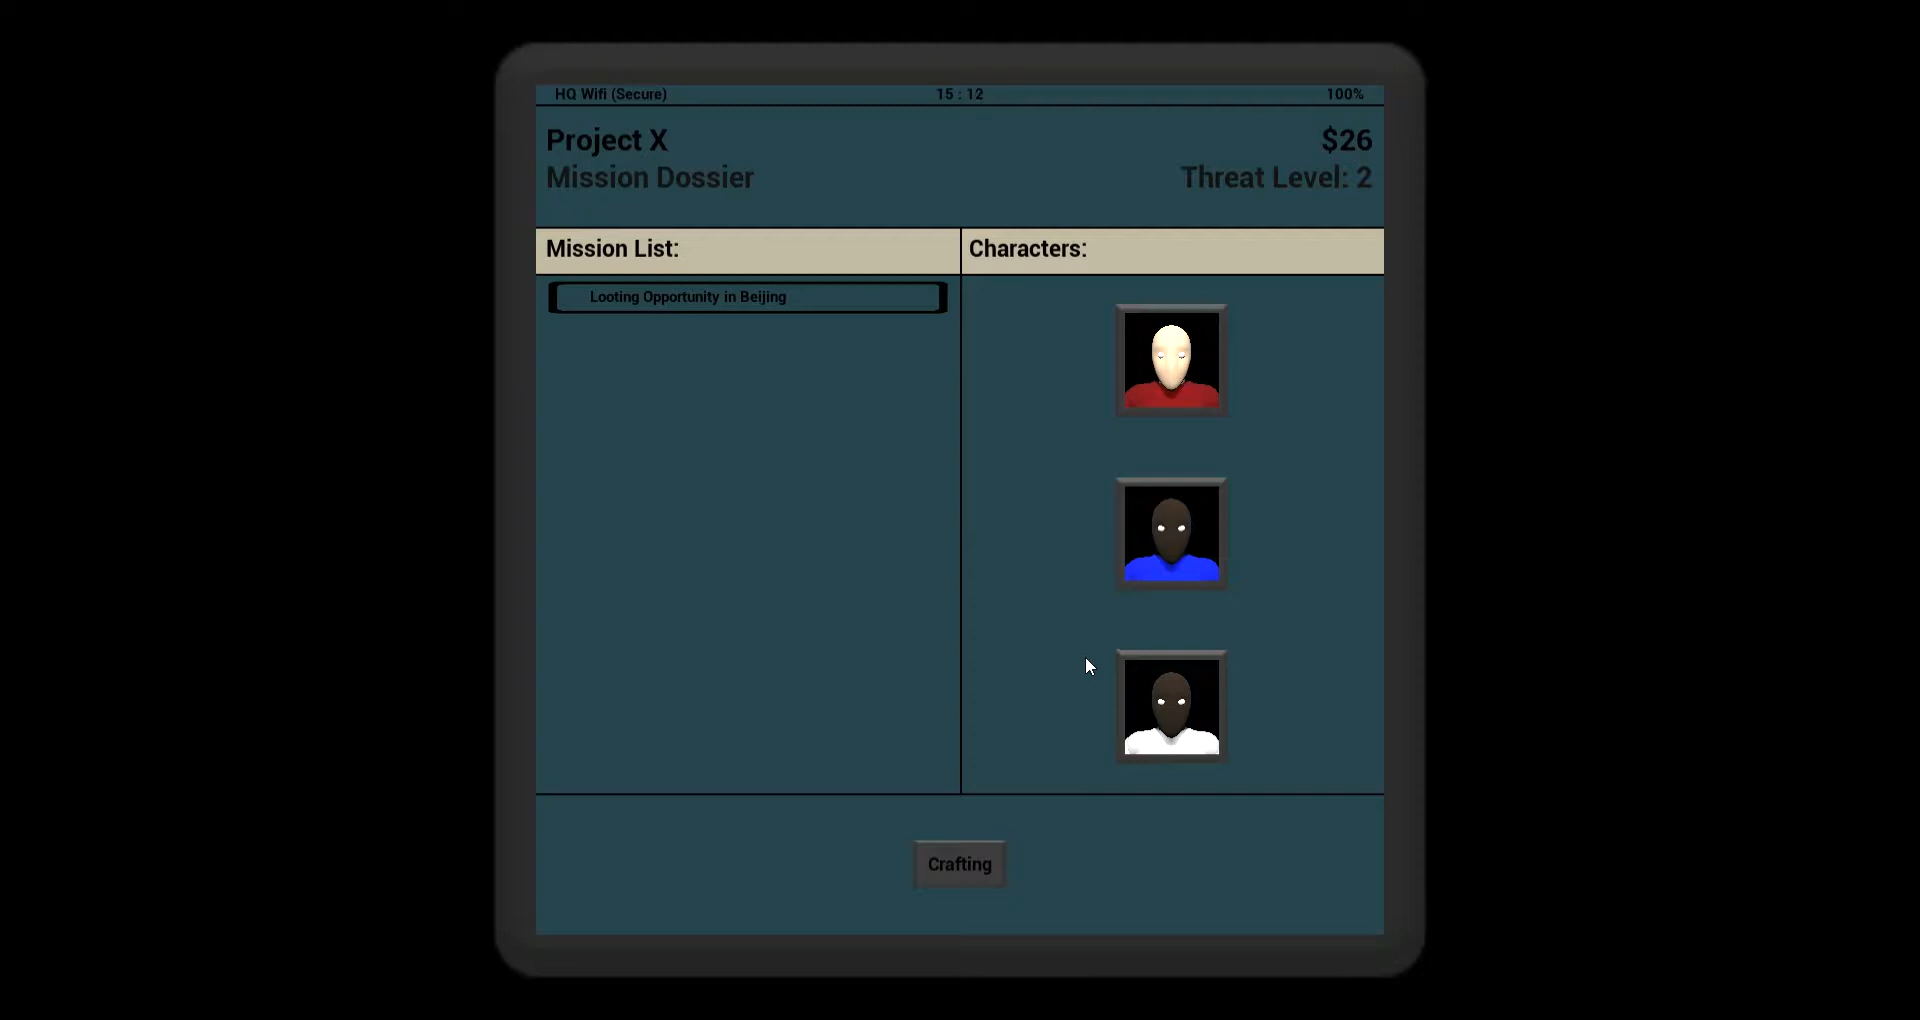 HQ Wifi (Secure) 15 : 12 100%
Project X $26
Mission Dossier Threat Level: 2
Mission List: Characters:
Looting Opportunity in Beijing
Crafting